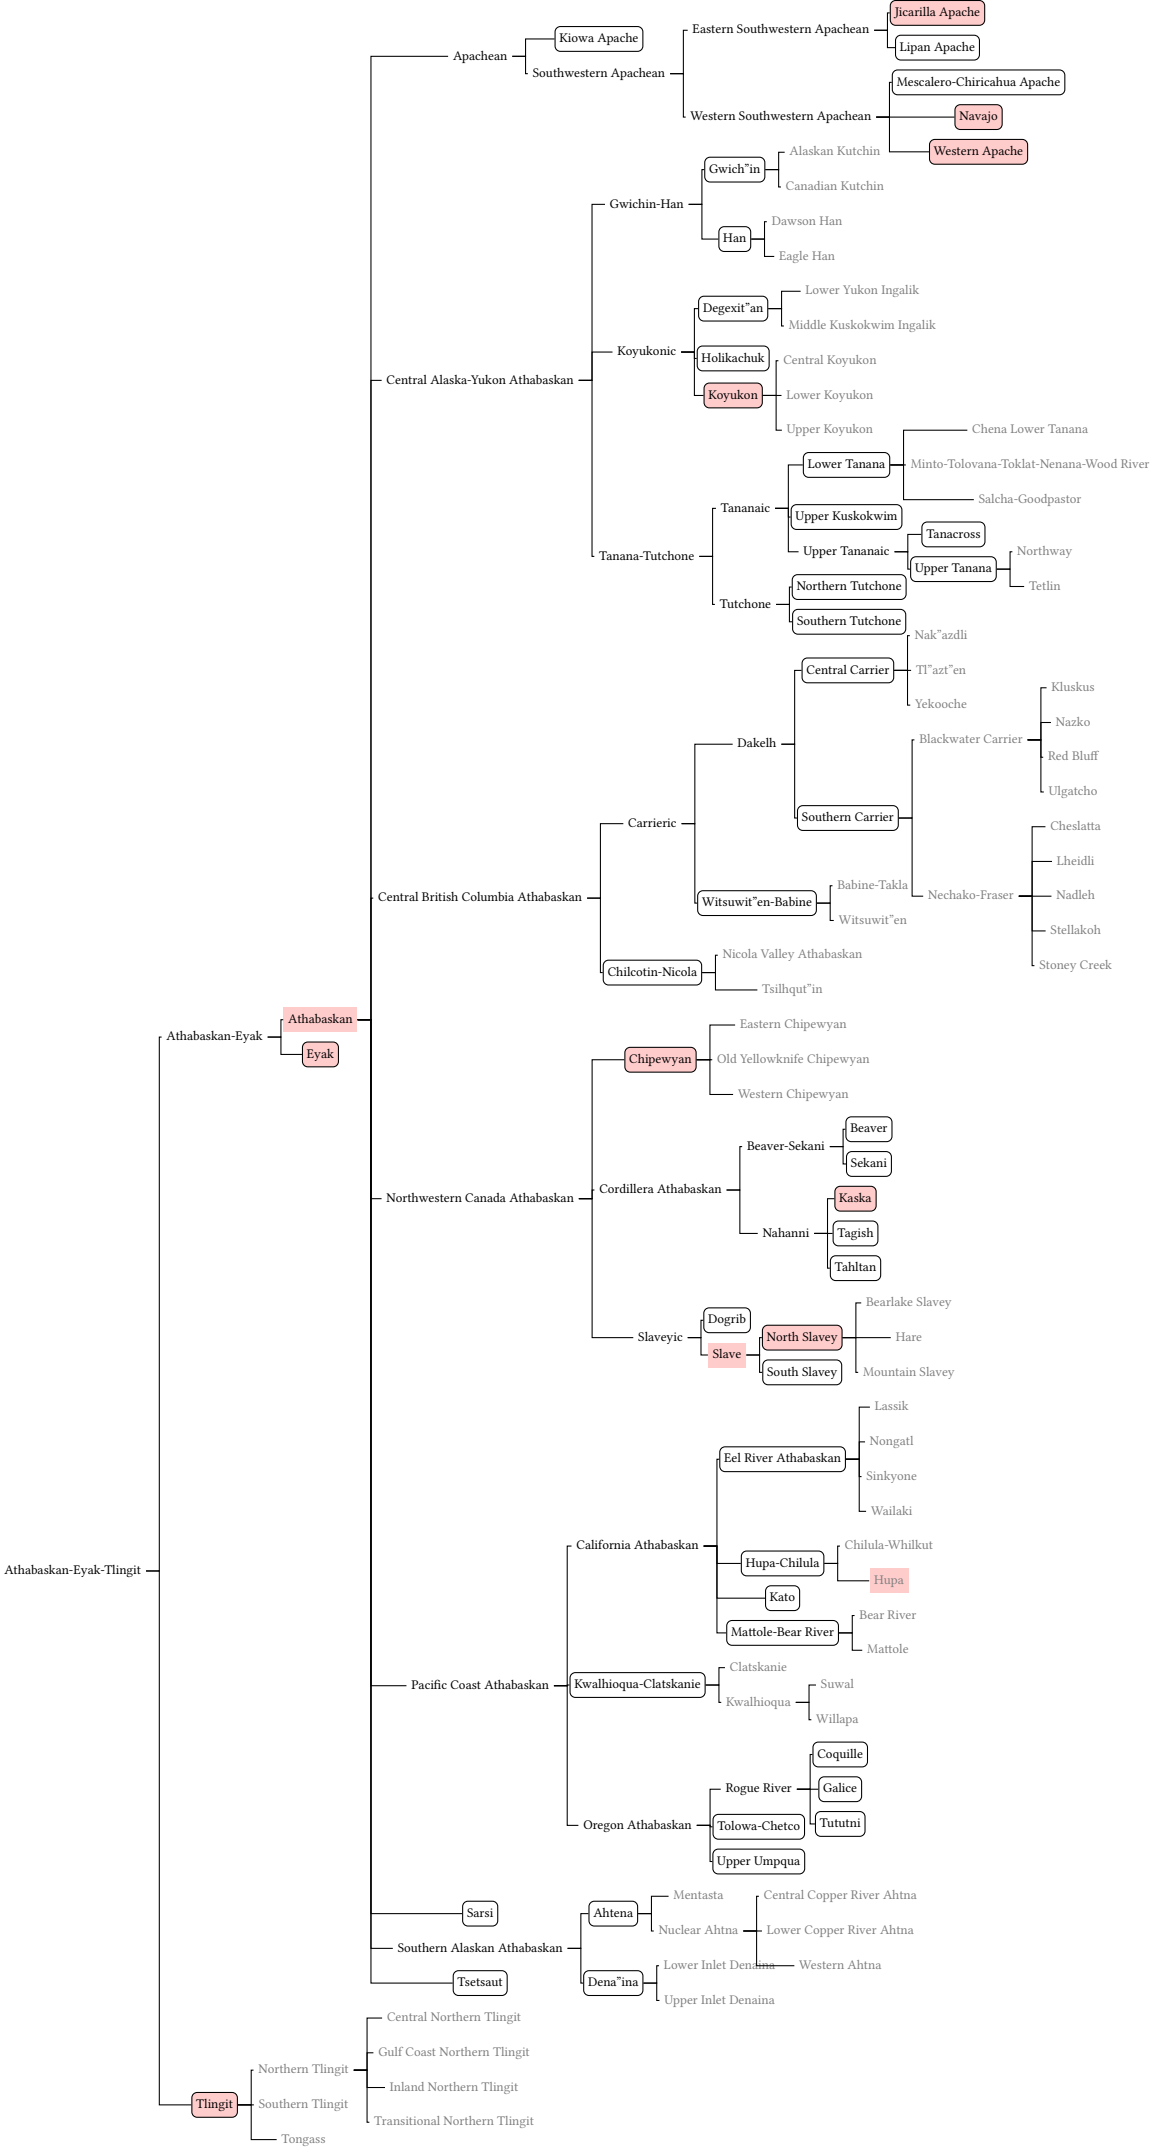 Jicarilla Apache
Eastern Southwestern Apachean
Kiowa Apache
Lipan Apache
Apachean
Southwestern Apachean
Mescalero-Chiricahua Apache
Western Southwestern Apachean
Navajo
Alaskan Kutchin
Western Apache
Gwich”in
Canadian Kutchin
Gwichin-Han
Dawson Han
Han
Eagle Han
Lower Yukon Ingalik
Degexit”an
Middle Kuskokwim Ingalik
Koyukonic
Holikachuk
Central Koyukon
Central Alaska-Yukon Athabaskan
Koyukon
Lower Koyukon
Upper Koyukon
Chena Lower Tanana
Lower Tanana
Minto-Tolovana-Toklat-Nenana-Wood River
Salcha-Goodpastor
Tananaic
Upper Kuskokwim
Tanacross
Upper Tananaic
Northway
Tanana-Tutchone
Upper Tanana
Northern Tutchone
Tetlin
Tutchone
Southern Tutchone
Nak”azdli
Central Carrier
Tl”azt”en
Kluskus
Yekooche
Nazko
Dakelh
Blackwater Carrier
Red Bluff
Ulgatcho
Carrieric
Southern Carrier
Cheslatta
Lheidli
Babine-Takla
Central British Columbia Athabaskan
Nechako-Fraser
Nadleh
Witsuwit”en-Babine
Witsuwit”en
Stellakoh
Nicola Valley Athabaskan
Stoney Creek
Chilcotin-Nicola
Tsilhqut”in
Athabaskan
Eastern Chipewyan
Athabaskan-Eyak
Eyak
Chipewyan
Old Yellowknife Chipewyan
Western Chipewyan
Beaver
Beaver-Sekani
Sekani
Cordillera Athabaskan
Northwestern Canada Athabaskan
Kaska
Nahanni
Tagish
Tahltan
Bearlake Slavey
Dogrib
Slaveyic
North Slavey
Hare
Slave
South Slavey
Mountain Slavey
Lassik
Nongatl
Eel River Athabaskan
Sinkyone
Wailaki
California Athabaskan
Chilula-Whilkut
Athabaskan-Eyak-Tlingit
Hupa-Chilula
Hupa
Kato
Bear River
Mattole-Bear River
Mattole
Clatskanie
Pacific Coast Athabaskan
Kwalhioqua-Clatskanie
Suwal
Kwalhioqua
Willapa
Coquille
Rogue River
Galice
Oregon Athabaskan
Tolowa-Chetco
Tututni
Upper Umpqua
Mentasta
Central Copper River Ahtna
Sarsi
Ahtena
Nuclear Ahtna
Lower Copper River Ahtna
Southern Alaskan Athabaskan
Lower Inlet Denaina
Western Ahtna
Tsetsaut
Dena”ina
Upper Inlet Denaina
Central Northern Tlingit
Gulf Coast Northern Tlingit
Northern Tlingit
Inland Northern Tlingit
Tlingit
Southern Tlingit
Transitional Northern Tlingit
Tongass